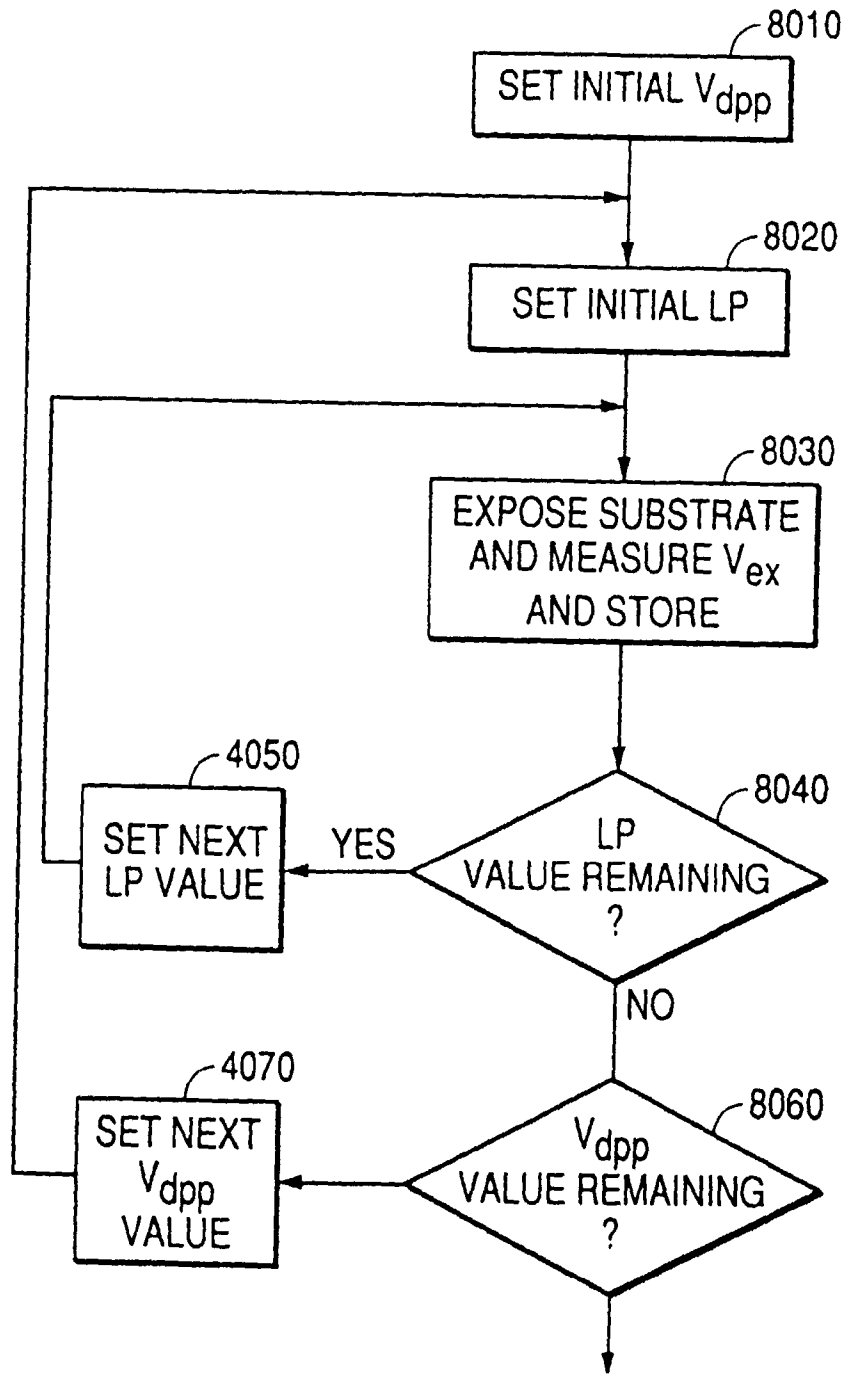 8010
SET INITIAL Vdpp
8020
SET INITIAL LP
8030
EXPOSE SUBSTRATE
AND MEASURE Vex
AND STORE
4050
SET NEXT
LP VALUE
YES
8040
LP
VALUE REMAINING
?
NO
4070
SET NEXT
Vdpp
VALUE
8060
Vdpp
VALUE REMAINING
?